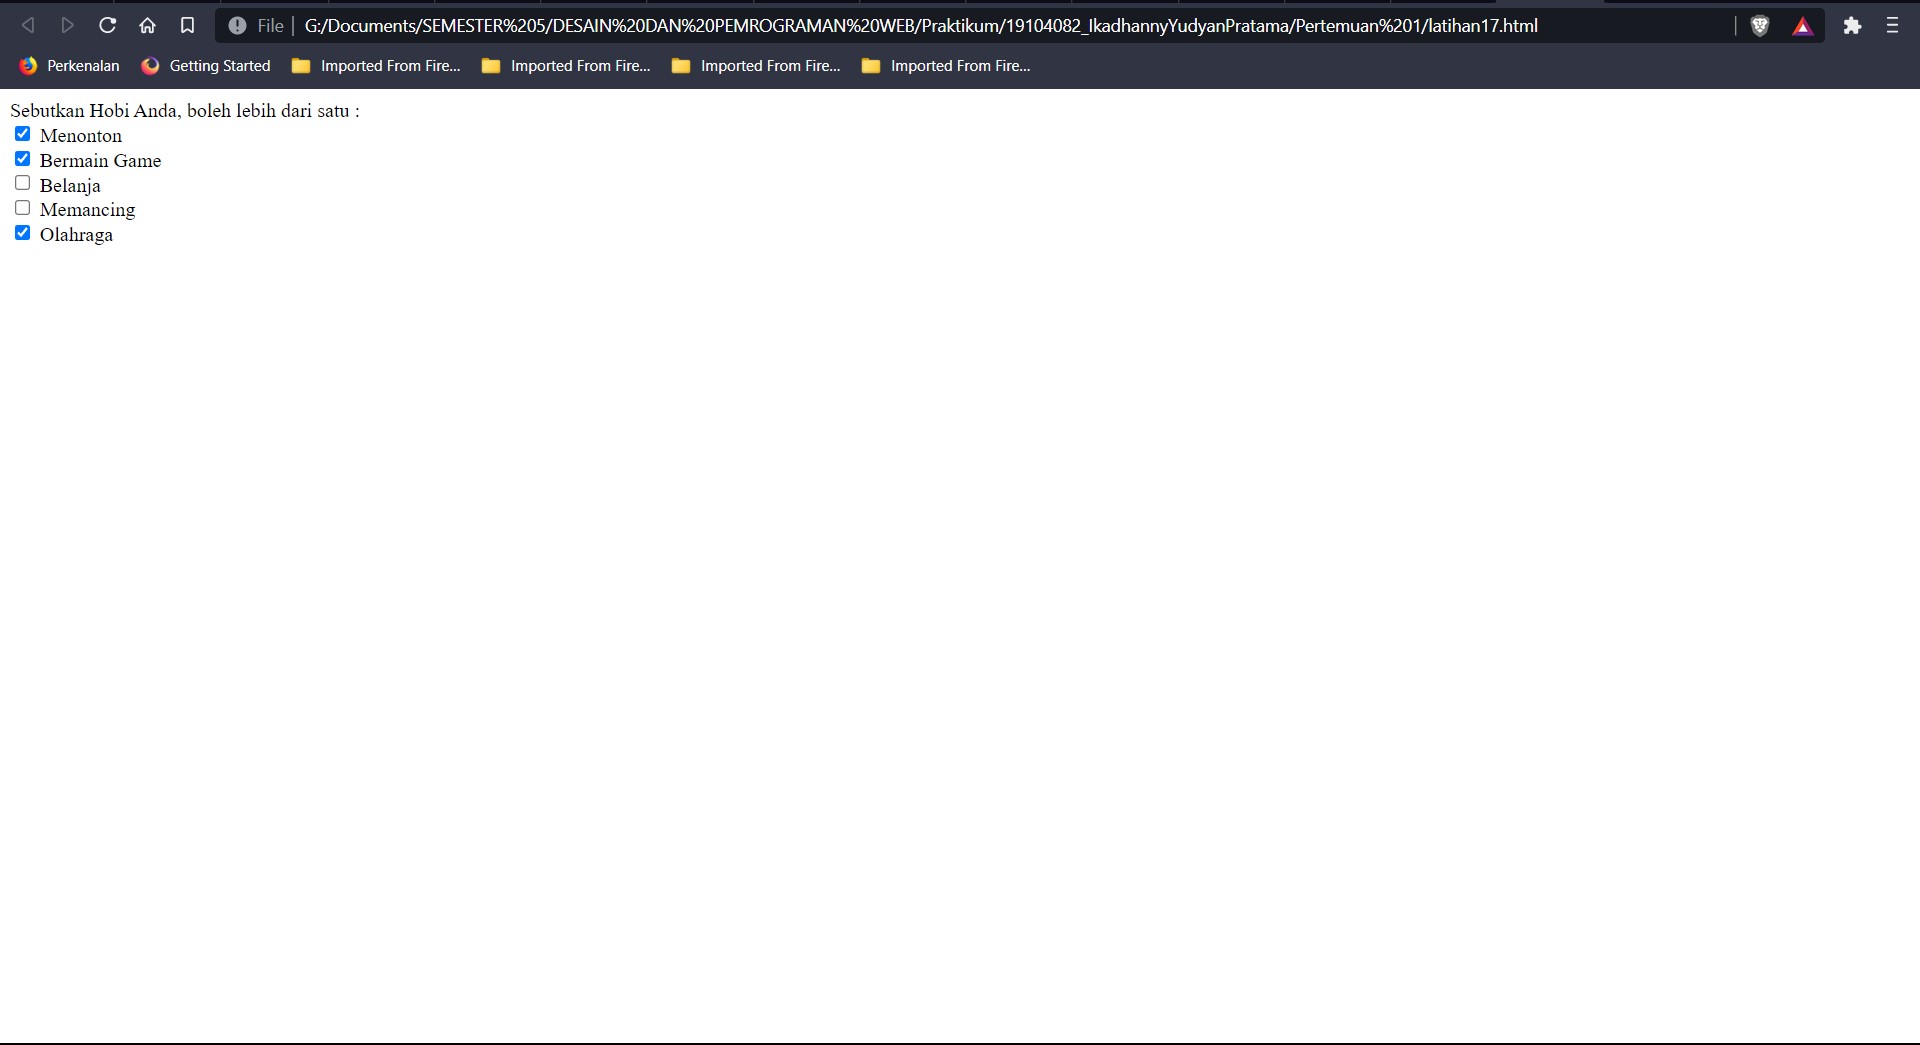 File | G:/Documents/SEMESTER%205/DESAIN%20DAN%20PEMROGRAMAN%20WEB/Praktikum/19104082_IkadhannyYudyanPratama/Pertemuan%201/latihan17.html
Perkenalan Getting Started Imported From Fire... Imported From Fire... Imported From Fire... Imported From Fire...
Sebutkan Hobi Anda, boleh lebih dari satu :
Menonton
Bermain Game
Belanja
Memancing
Olahraga